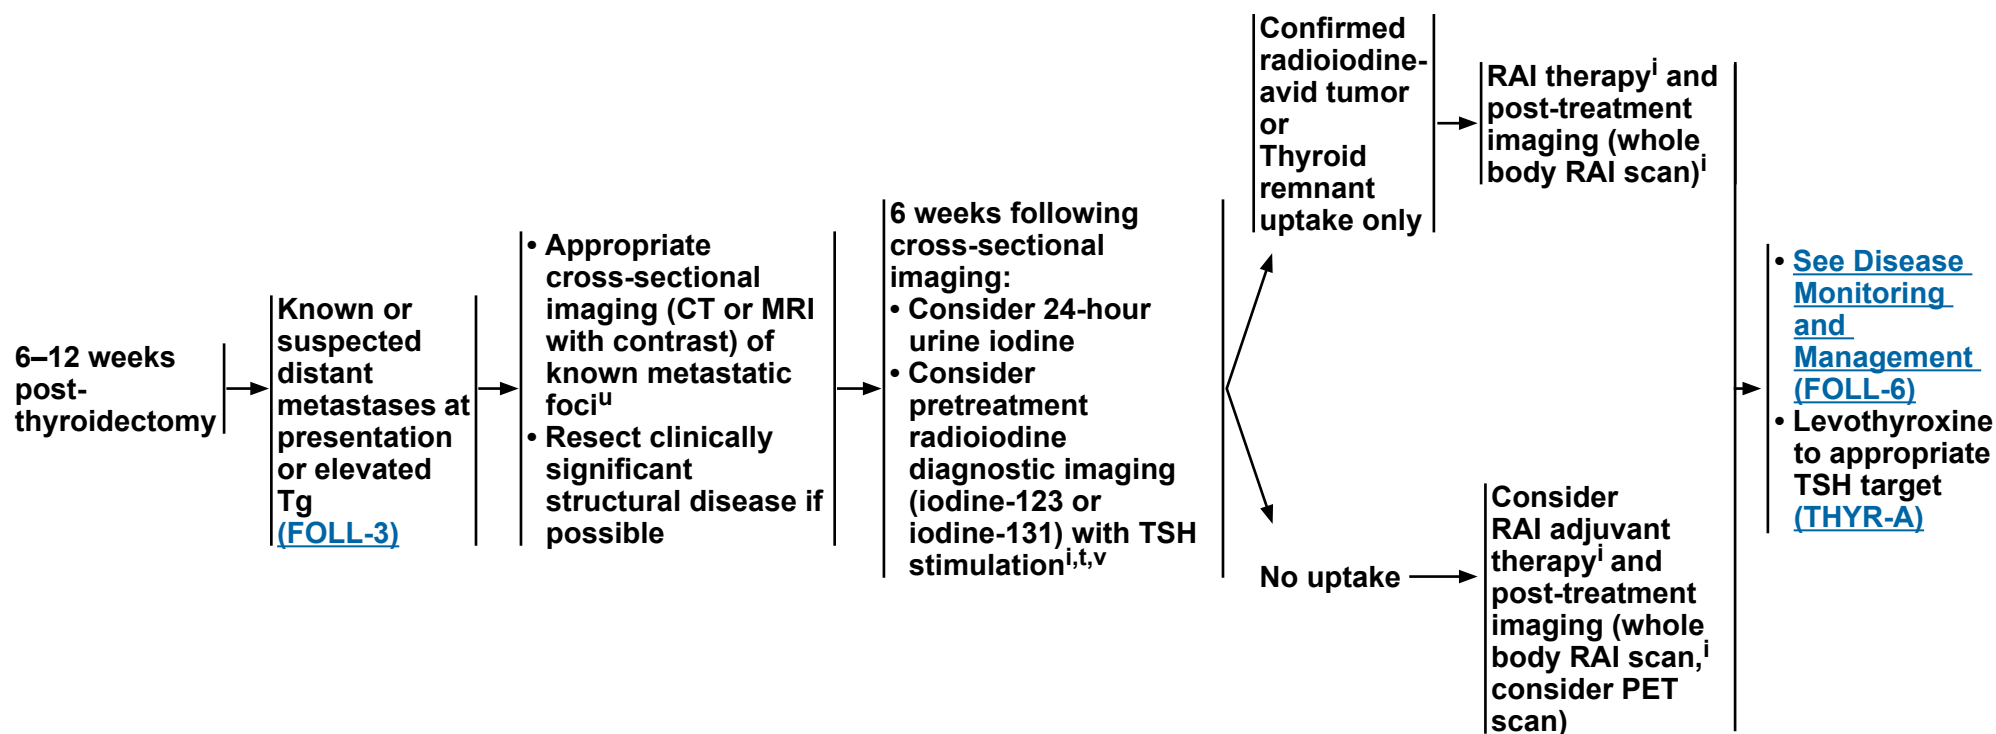 6–12 weeks
post-
thyroidectomy
Known or
suspected
distant
metastases at
presentation
or elevated
Tg
(FOLL-3)
• Appropriate
cross-sectional
imaging (CT or MRI
with contrast) of
known metastatic
fociᵘ
• Resect clinically
significant
structural disease if
possible
6 weeks following
cross-sectional
imaging:
• Consider 24-hour
urine iodine
• Consider
pretreatment
radioiodine
diagnostic imaging
(iodine-123 or
iodine-131) with TSH
stimulationⁱ,ᵗ,ᵛ
Confirmed
radioiodine-
avid tumor
or
Thyroid
remnant
uptake only
RAI therapyⁱ and
post-treatment
imaging (whole
body RAI scan)ⁱ
No uptake
Consider
RAI adjuvant
therapyⁱ and
post-treatment
imaging (whole
body RAI scan,ⁱ
consider PET
scan)
• See Disease
Monitoring
and
Management
(FOLL-6)
• Levothyroxine
to appropriate
TSH target
(THYR-A)